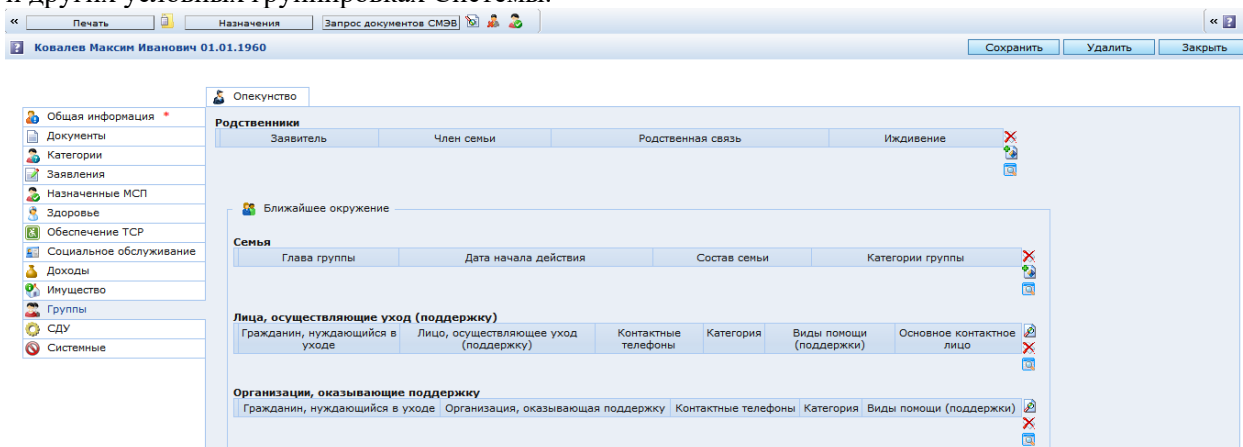 и других условных группировках Системы.
« Печать Назначения Запрос документов СМЭВ « ?
? Ковалев Максим Иванович 01.01.1960 Сохранить Удалить Закрыть
Опекунство
Общая информация *
Документы
Категории
Заявления
Назначенные МСП
Здоровье
Обеспечение ТСР
Социальное обслуживание
Доходы
Имущество
Группы
СДУ
Системные
Родственники
Заявитель Член семьи Родственная связь Иждивение
Ближайшее окружение
Семья
Глава группы Дата начала действия Состав семьи Категории группы
Лица, осуществляющие уход (поддержку)
Гражданин, нуждающийся в уходе Лицо, осуществляющее уход (поддержку) Контактные телефоны Категория Виды помощи (поддержки) Основное контактное лицо
Организации, оказывающие поддержку
Гражданин, нуждающийся в уходе Организация, оказывающая поддержку Контактные телефоны Категория Виды помощи (поддержки)